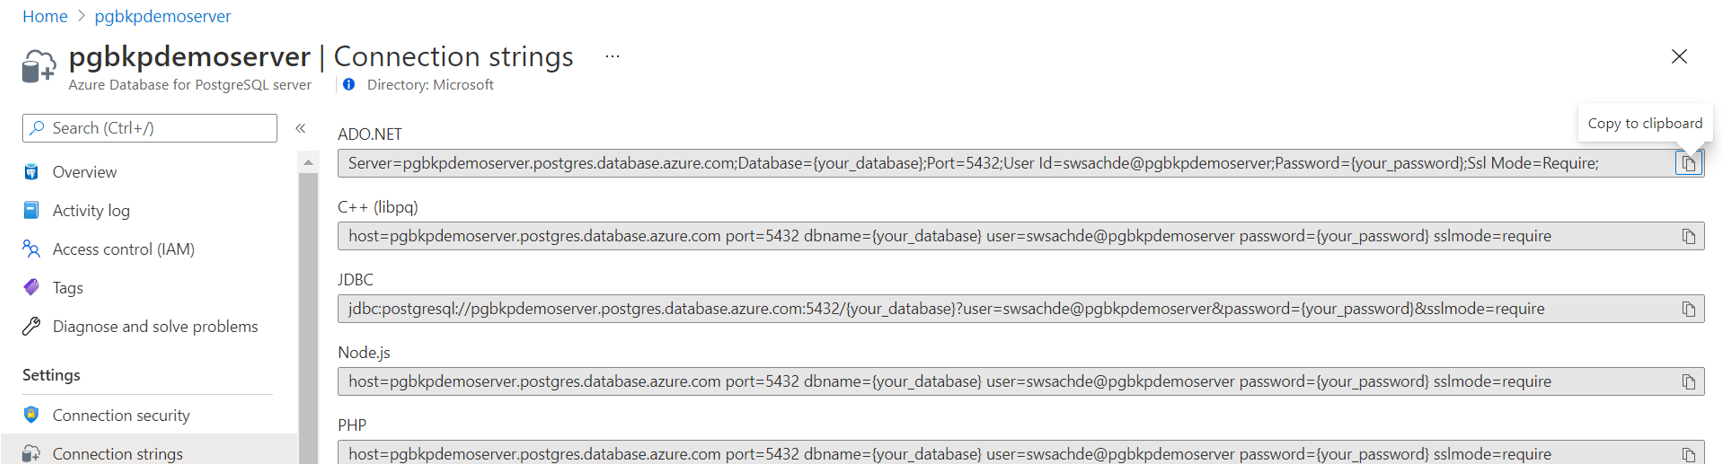 Home > pgbkpdemoserver
pgbkpdemoserver | Connection strings ...
Azure Database for PostgreSQL server
Directory: Microsoft
Search (Ctrl+/)
«
Overview
Activity log
Access control (IAM)
Tags
Diagnose and solve problems
Settings
Connection security
Connection strings
Copy to clipboard
ADO.NET
Server=pgbkpdemoserver.postgres.database.azure.com;Database={your_database};Port=5432;User Id=swsachde@pgbkpdemoserver;Password={your_password};Ssl Mode=Require;
C++ (libpq)
host=pgbkpdemoserver.postgres.database.azure.com port=5432 dbname={your_database} user=swsachde@pgbkpdemoserver password={your_password} sslmode=require
JDBC
jdbc:postgresql://pgbkpdemoserver.postgres.database.azure.com:5432/{your_database}?user=swsachde@pgbkpdemoserver&password={your_password}&sslmode=require
Node.js
host=pgbkpdemoserver.postgres.database.azure.com port=5432 dbname={your_database} user=swsachde@pgbkpdemoserver password={your_password} sslmode=require
PHP
host=pgbkpdemoserver.postgres.database.azure.com port=5432 dbname={your_database} user=swsachde@pgbkpdemoserver password={your_password} sslmode=require